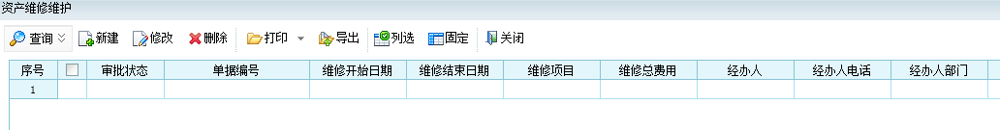 资产维修维护
查询 新建 修改 删除 打印 导出 列选 固定 关闭
序号 审批状态 单据编号 维修开始日期 维修结束日期 维修项目 维修总费用 经办人 经办人电话 经办人部门
1